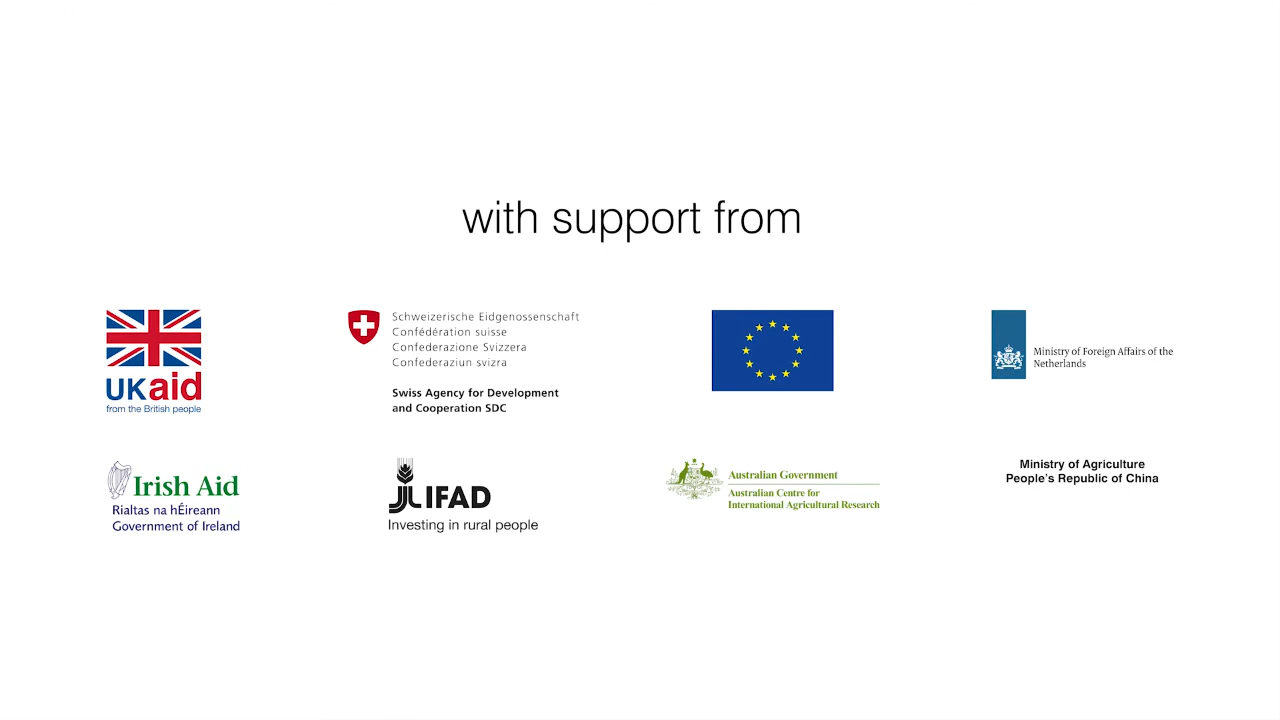 with support from
UKaid
from the British people
Schweizerische Eidgenossenschaft
Confédération suisse
Confederazione Svizzera
Confederaziun svizra
Swiss Agency for Development
and Cooperation SDC
Ministry of Foreign Affairs of the
Netherlands
Irish Aid
Rialtas na hÉireann
Government of Ireland
IFAD
Investing in rural people
Australian Government
Australian Centre for
International Agricultural Research
Ministry of Agriculture
People's Republic of China